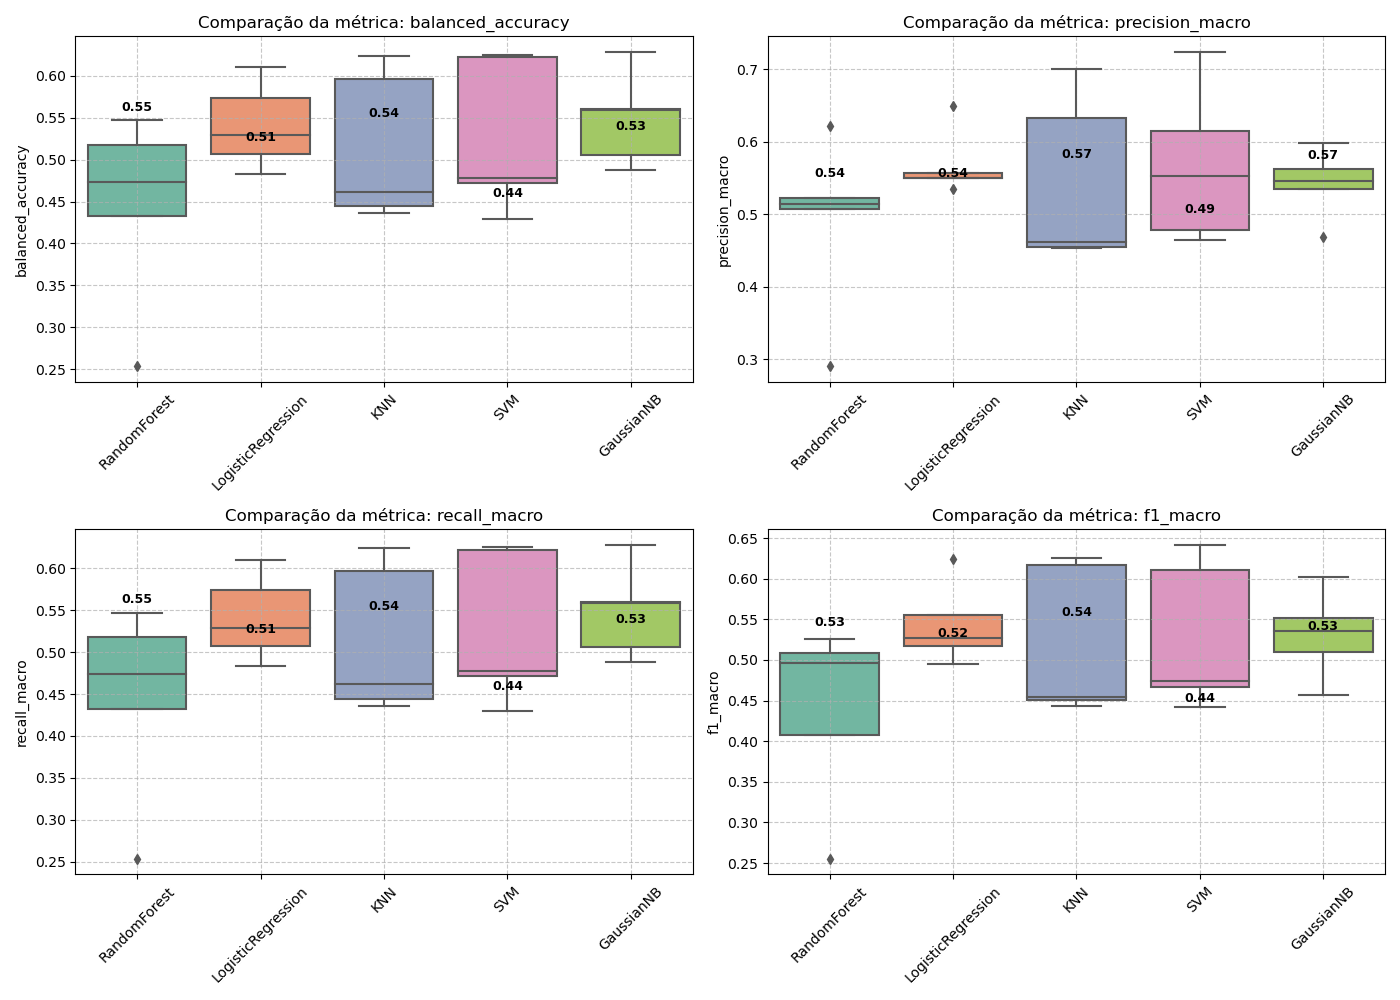 Comparação da métrica: balanced_accuracy
balanced_accuracy
0.60
0.55
0.50
0.45
0.40
0.35
0.30
0.25
0.55
0.51
0.54
0.44
0.53
RandomForest
LogisticRegression
KNN
SVM
GaussianNB
Comparação da métrica: precision_macro
precision_macro
0.7
0.6
0.5
0.4
0.3
0.54
0.54
0.57
0.49
0.57
RandomForest
LogisticRegression
KNN
SVM
GaussianNB
Comparação da métrica: recall_macro
recall_macro
0.60
0.55
0.50
0.45
0.40
0.35
0.30
0.25
0.55
0.51
0.54
0.44
0.53
RandomForest
LogisticRegression
KNN
SVM
GaussianNB
Comparação da métrica: f1_macro
f1_macro
0.65
0.60
0.55
0.50
0.45
0.40
0.35
0.30
0.25
0.53
0.52
0.54
0.44
0.53
RandomForest
LogisticRegression
KNN
SVM
GaussianNB